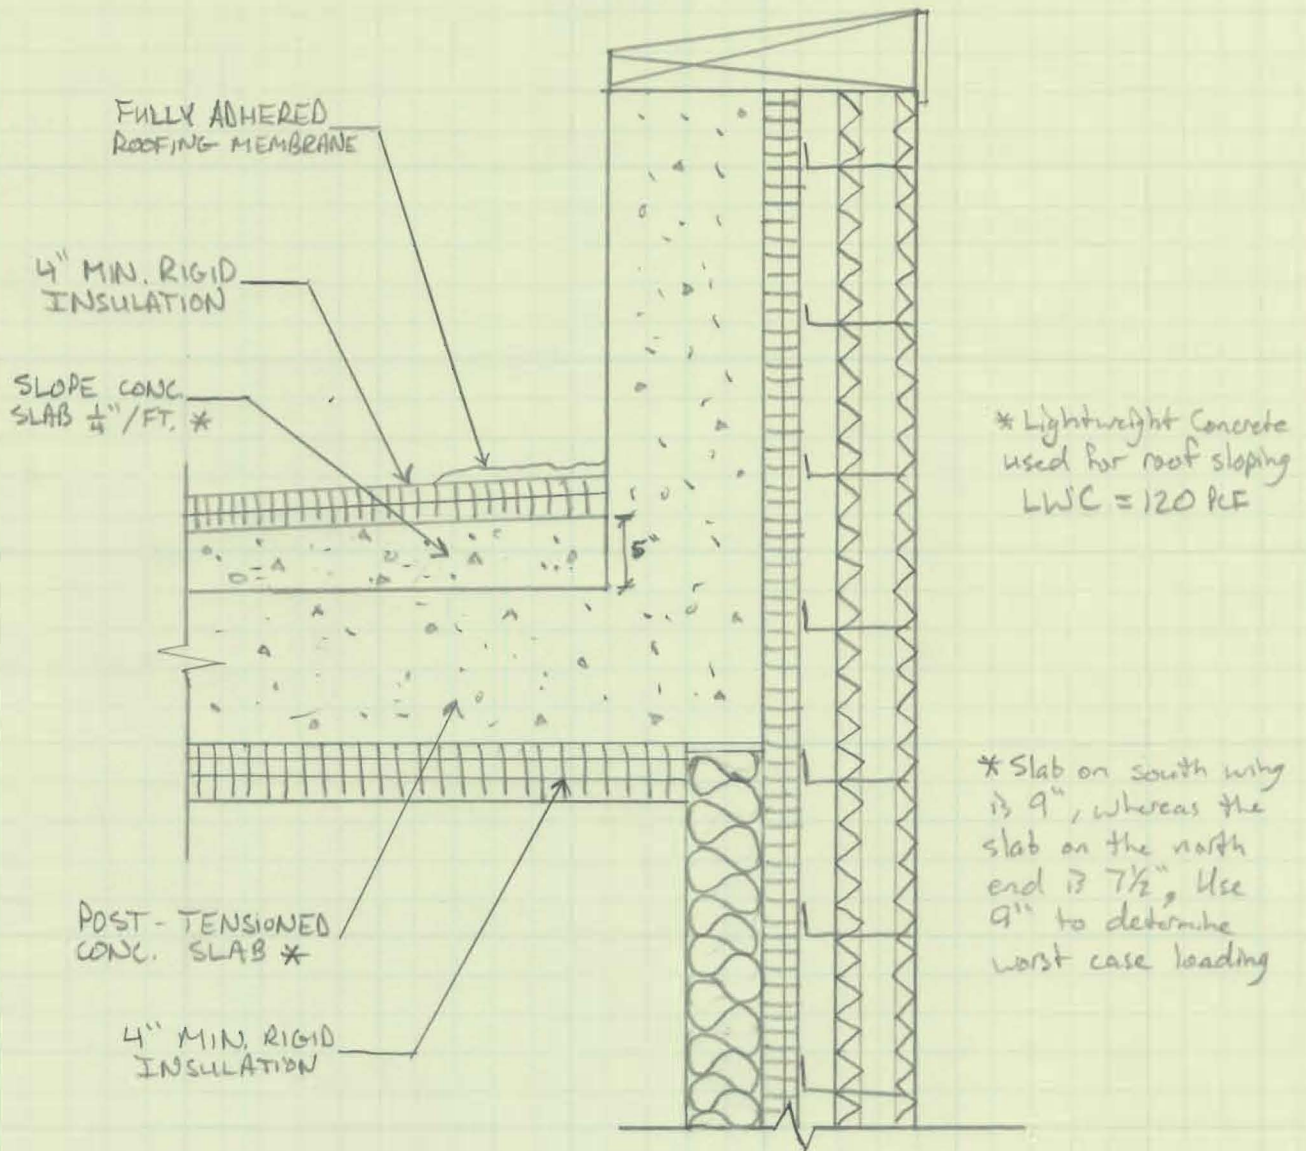 FULLY ADHERED
ROOFING MEMBRANE
4" MIN. RIGID
INSULATION
SLOPE CONC.
SLAB 1/4"/FT. *
5"
* Lightweight Concrete
used for roof sloping
LWC = 120 PCF
* Slab on south wing
is 9", whereas the
slab on the north
end is 7½", Use
9" to determine
worst case loading
POST-TENSIONED
CONC. SLAB *
4" MIN. RIGID
INSULATION